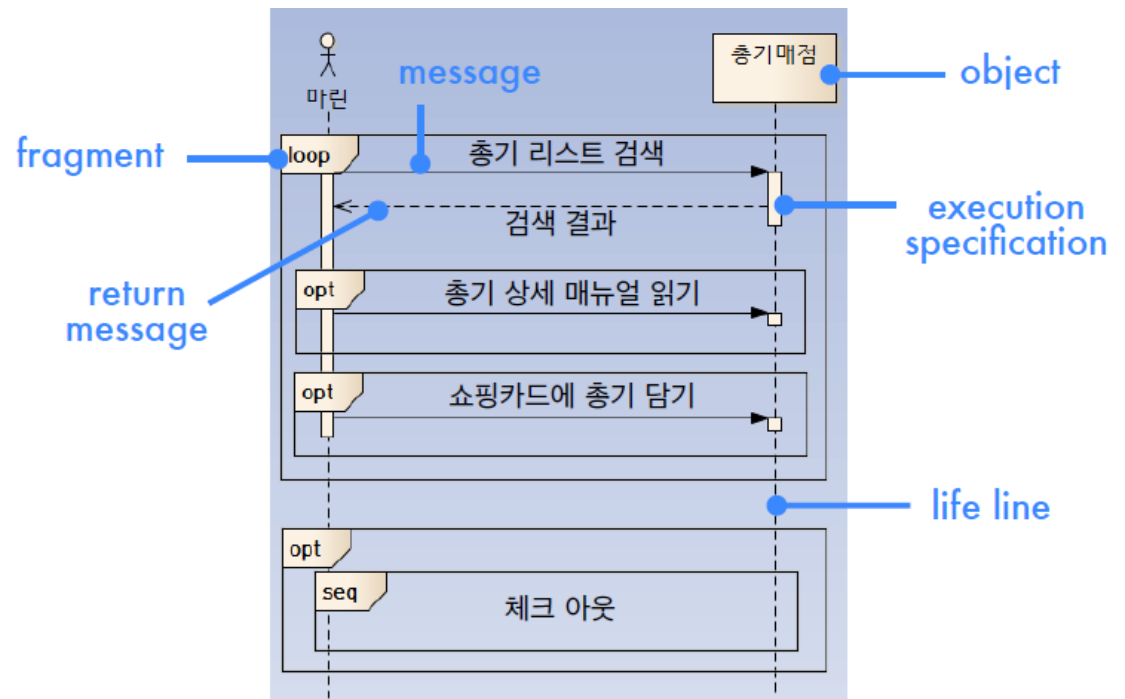 총기매점
object
message
마린
fragment
loop
총기 리스트 검색
검색 결과
execution
specification
return
message
opt
총기 상세 매뉴얼 읽기
opt
쇼핑카드에 총기 담기
life line
opt
seq
체크 아웃